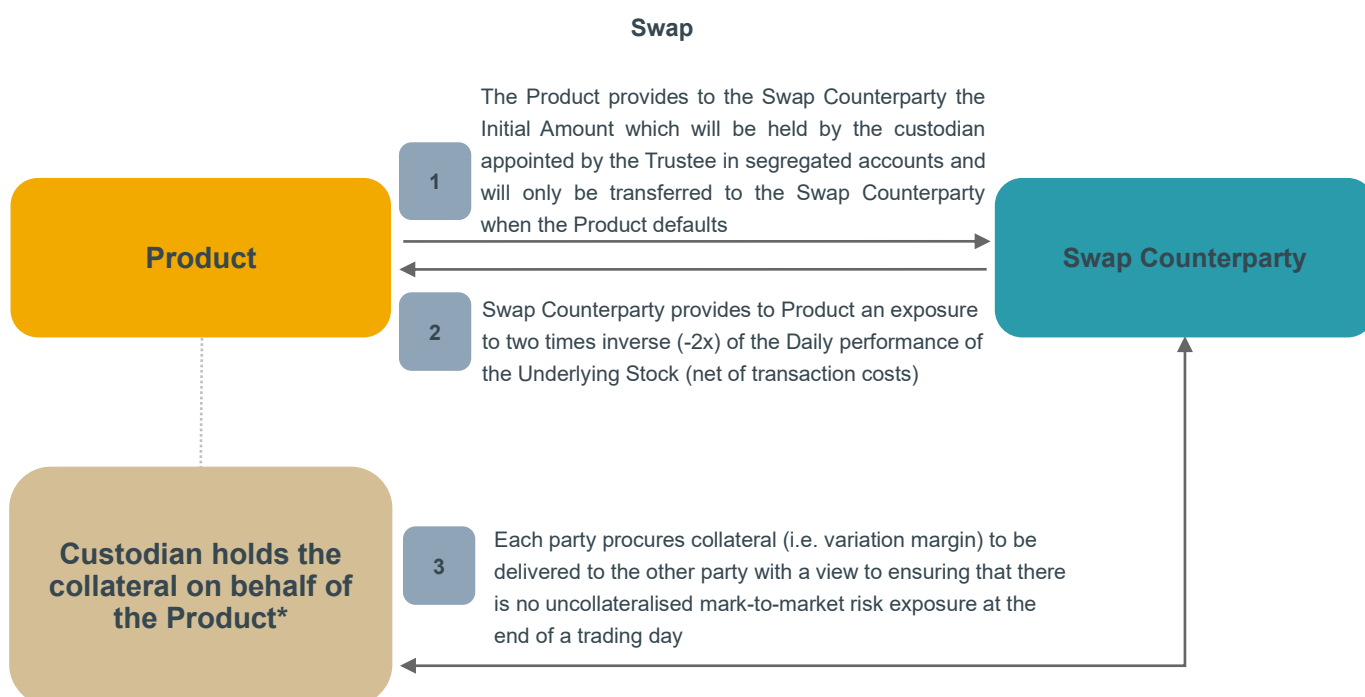 Swap
The Product provides to the Swap Counterparty the
Initial Amount which will be held by the custodian
appointed by the Trustee in segregated accounts and
will only be transferred to the Swap Counterparty
when the Product defaults
1
Product
Swap Counterparty
2
Swap Counterparty provides to Product an exposure
to two times inverse (-2x) of the Daily performance of
the Underlying Stock (net of transaction costs)
Custodian holds the
collateral on behalf of
the Product*
3
Each party procures collateral (i.e. variation margin) to be
delivered to the other party with a view to ensuring that there
is no uncollateralised mark-to-market risk exposure at the
end of a trading day